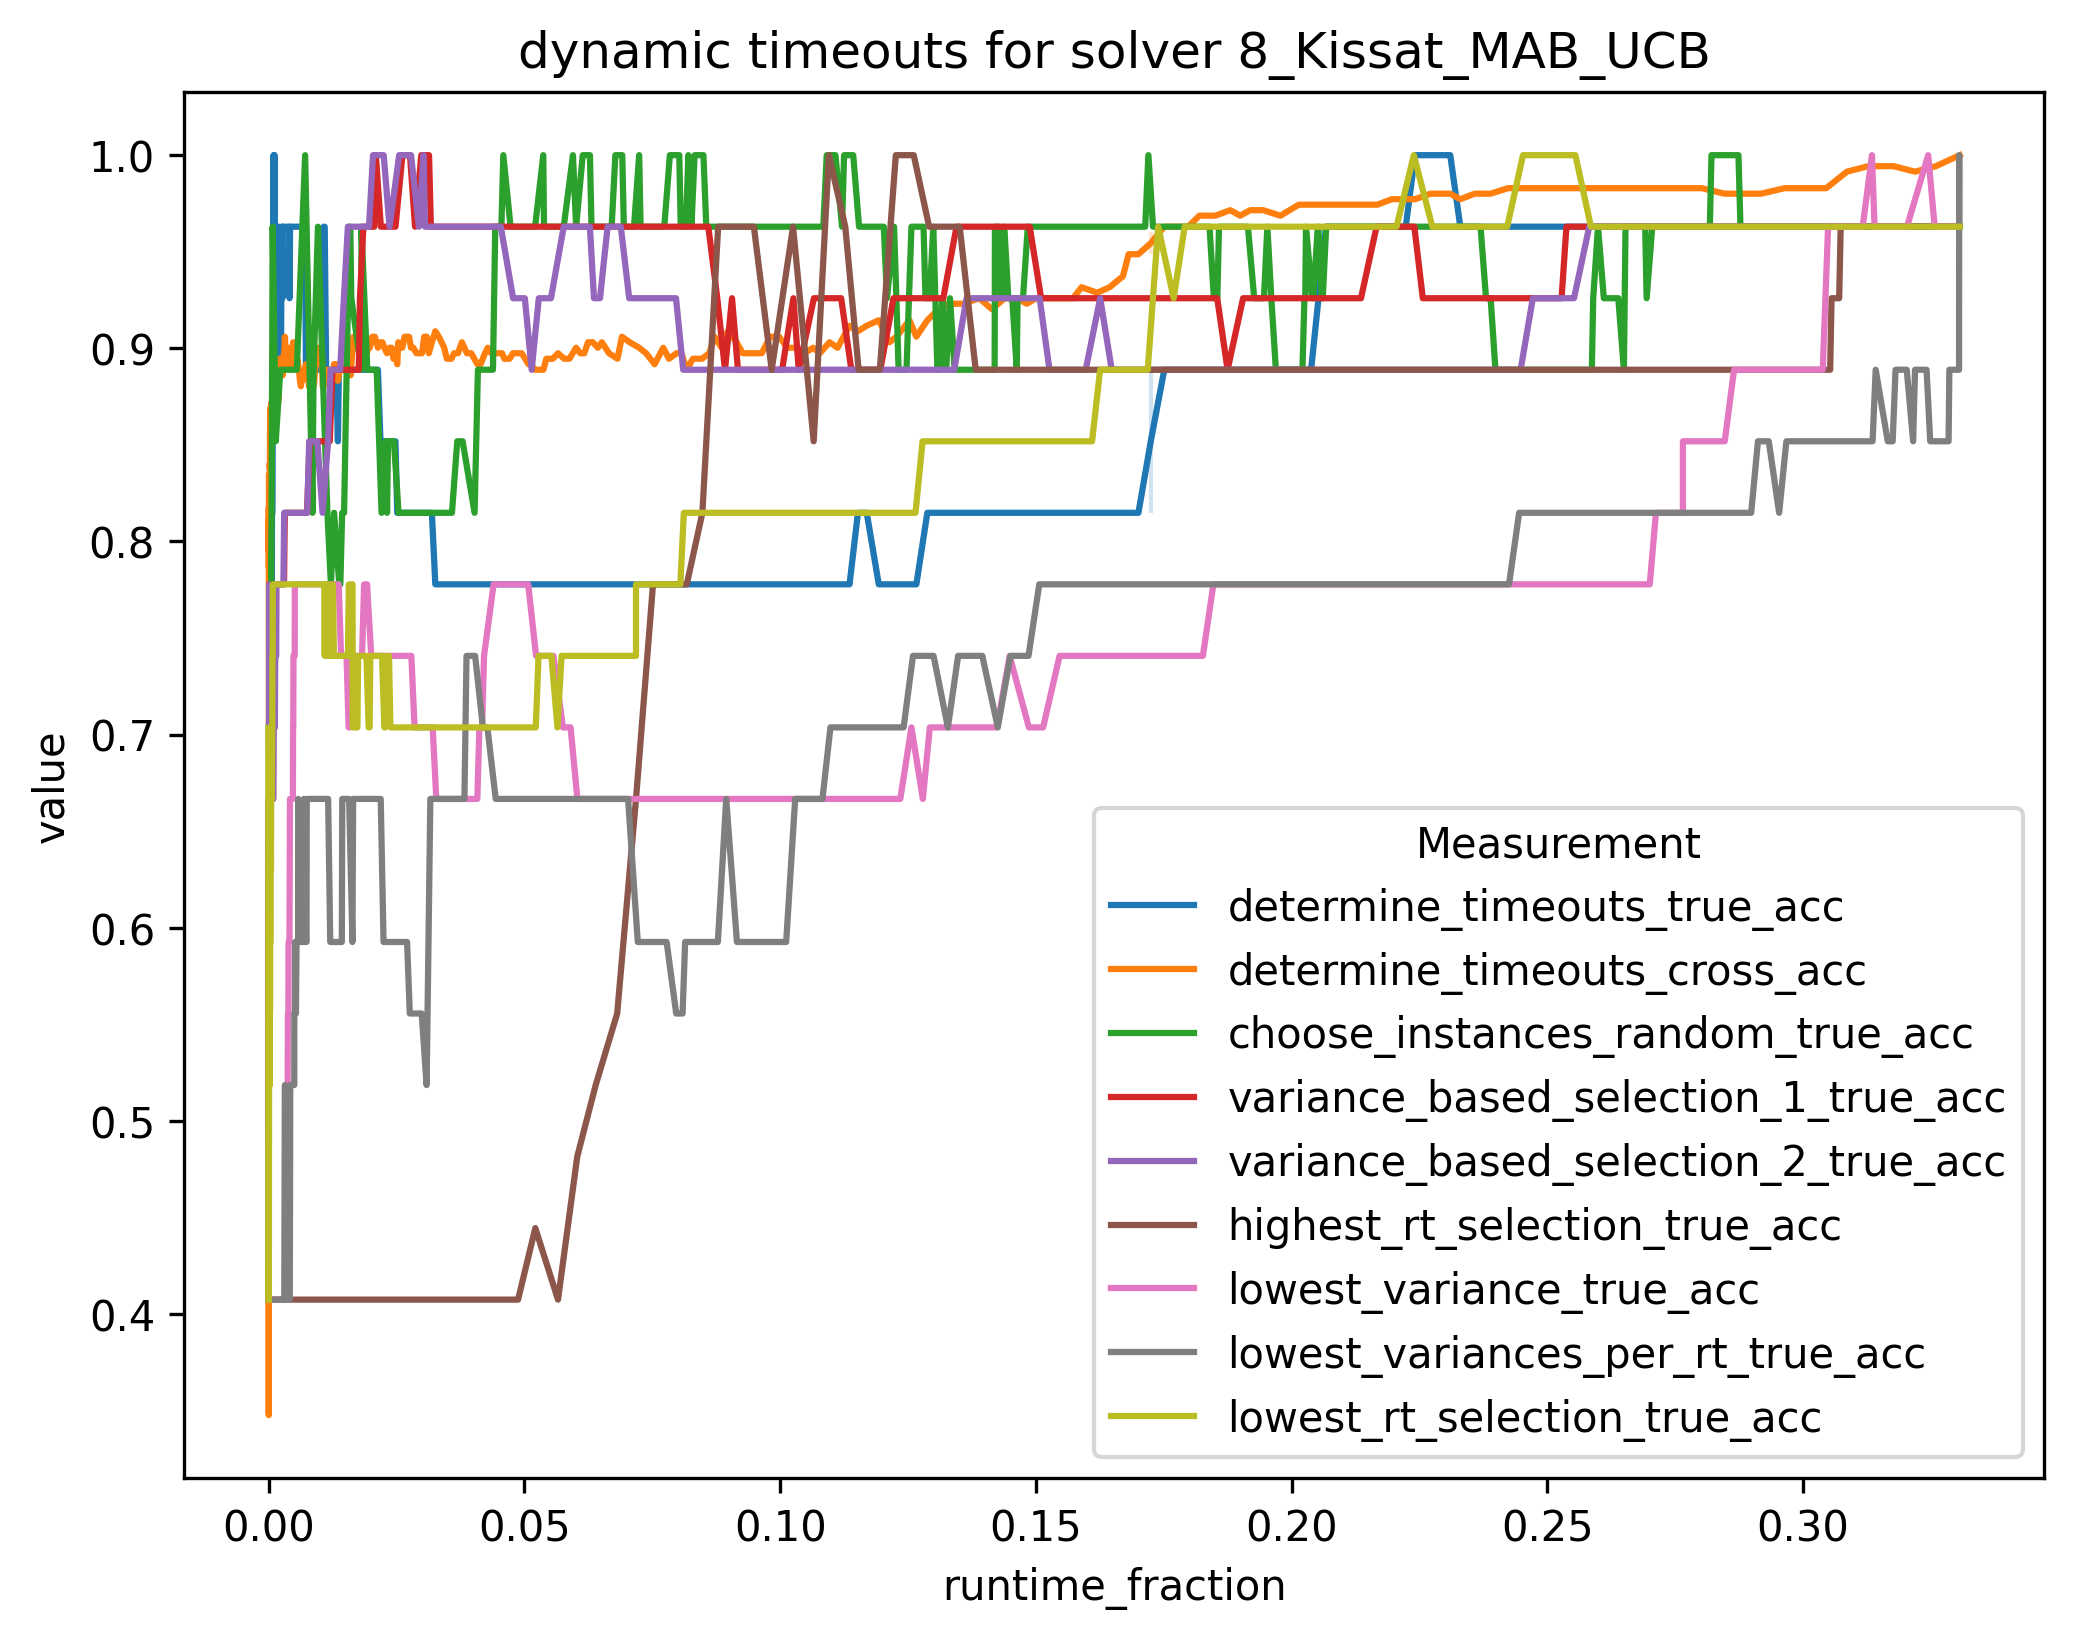 dynamic timeouts for solver 8_Kissat_MAB_UCB
1.0
0.9
0.8
0.7
0.6
0.5
0.4
value
Measurement
determine_timeouts_true_acc
determine_timeouts_cross_acc
choose_instances_random_true_acc
variance_based_selection_1_true_acc
variance_based_selection_2_true_acc
highest_rt_selection_true_acc
lowest_variance_true_acc
lowest_variances_per_rt_true_acc
lowest_rt_selection_true_acc
0.00 0.05 0.10 0.15 0.20 0.25 0.30
runtime_fraction